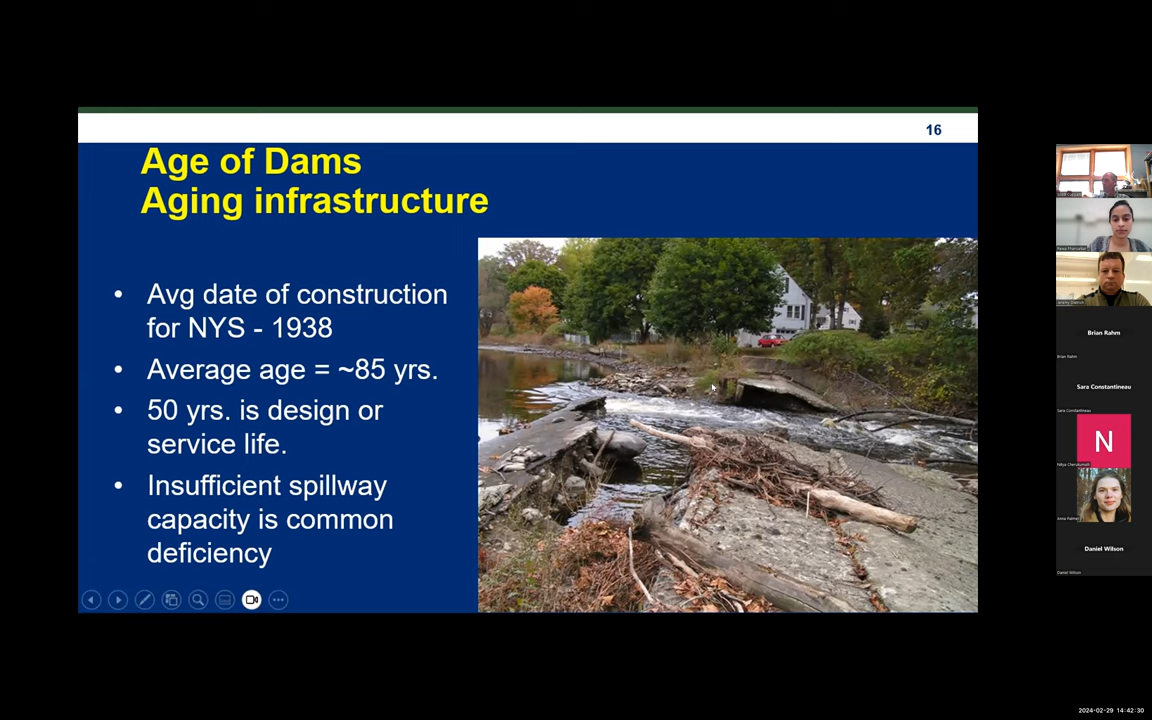 16
Age of Dams
Aging infrastructure
• Avg date of construction
for NYS - 1938
• Average age = ~85 yrs.
• 50 yrs. is design or
service life.
• Insufficient spillway
capacity is common
deficiency
Brian Rahm
Brian Rahm
Sara Constantineau
Sara Constantineau
N
Daniel Wilson
Daniel Wilson
2024-02-29 14:42:30